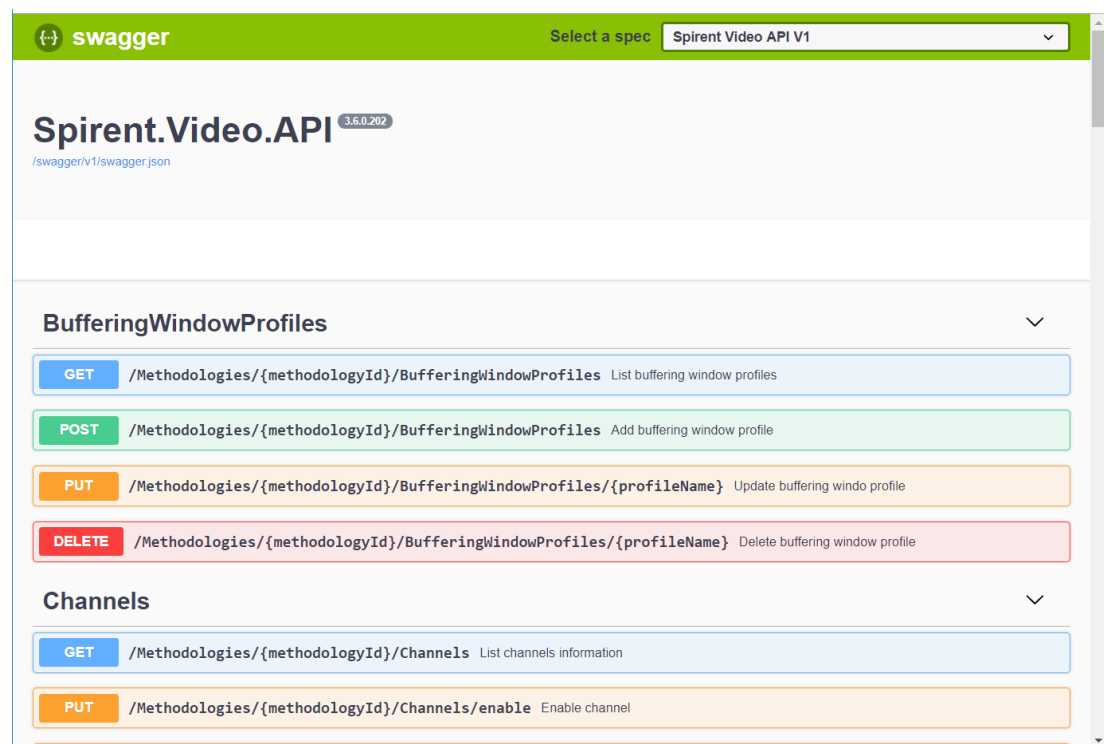 swagger
Select a spec Spirent Video API V1
Spirent.Video.API 3.6.0.202
/swagger/v1/swagger.json
BufferingWindowProfiles
GET /Methodologies/{methodologyId}/BufferingWindowProfiles List buffering window profiles
POST /Methodologies/{methodologyId}/BufferingWindowProfiles Add buffering window profile
PUT /Methodologies/{methodologyId}/BufferingWindowProfiles/{profileName} Update buffering windo profile
DELETE /Methodologies/{methodologyId}/BufferingWindowProfiles/{profileName} Delete buffering window profile
Channels
GET /Methodologies/{methodologyId}/Channels List channels information
PUT /Methodologies/{methodologyId}/Channels/enable Enable channel